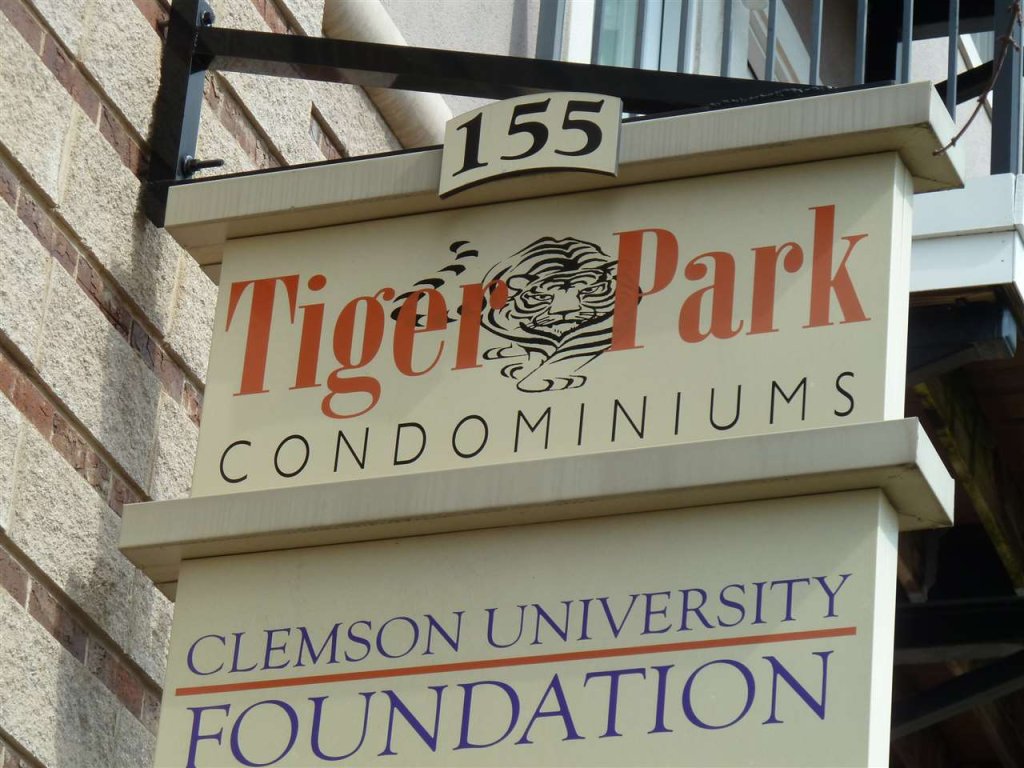 155
Tiger Park
CONDOMINIUMS
CLEMSON UNIVERSITY
FOUNDATION